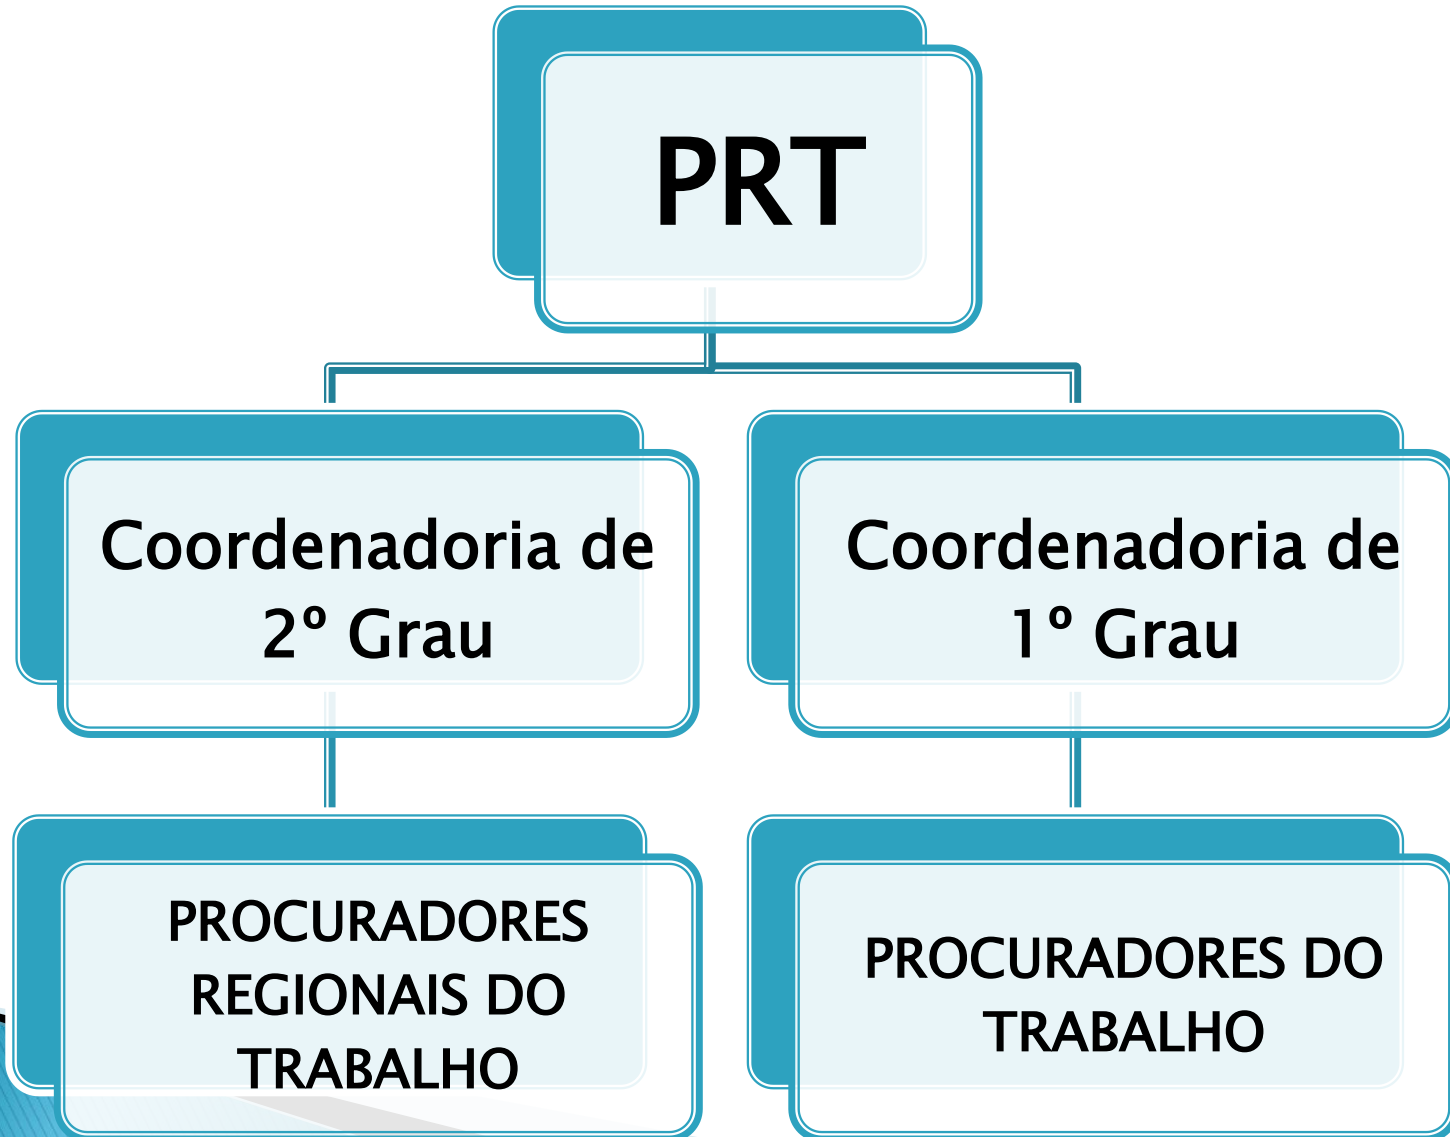 PRT
Coordenadoria de
2º Grau
Coordenadoria de
1º Grau
PROCURADORES
REGIONAIS DO
TRABALHO
PROCURADORES DO
TRABALHO